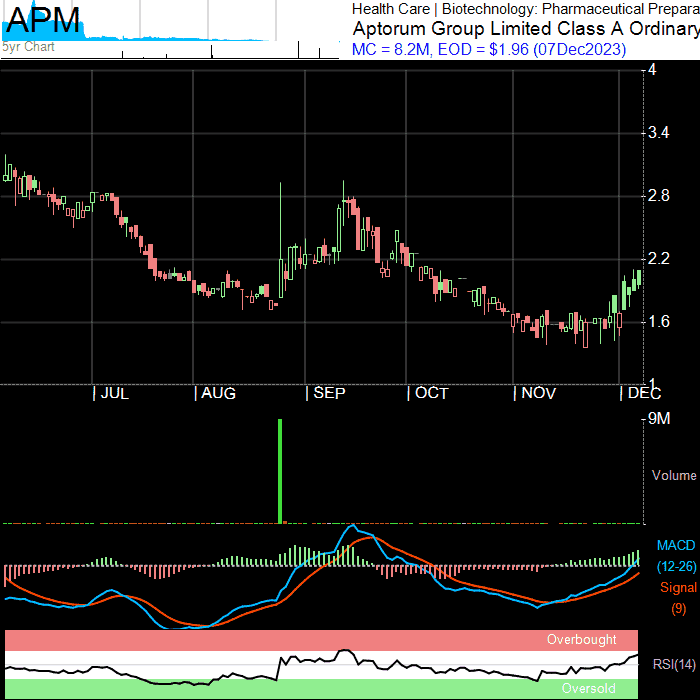 APM
5yr Chart
Health Care | Biotechnology: Pharmaceutical Prepara
Aptorum Group Limited Class A Ordinary
MC = 8.2M, EOD = $1.96 (07Dec2023)
4
3.4
2.8
2.2
1.6
1
| JUL | AUG | SEP | OCT | NOV | DEC
9M
Volume
MACD
(12-26)
Signal
(9)
Overbought
RSI(14)
Oversold